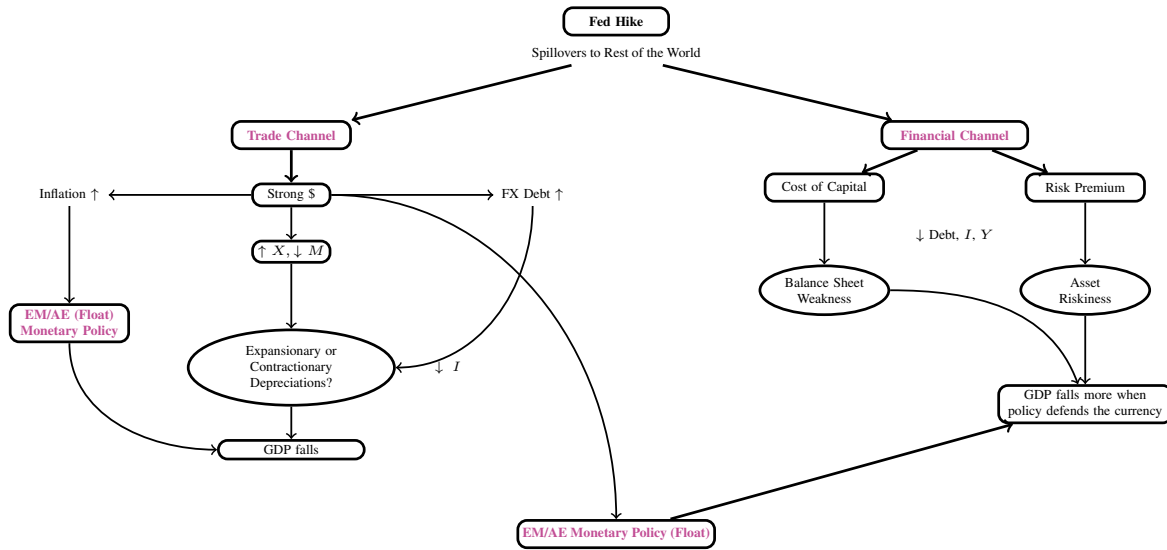 Fed Hike
Spillovers to Rest of the World
Trade Channel
Financial Channel
Inflation ↑
Strong $
FX Debt ↑
Cost of Capital
Risk Premium
↑ X, ↓ M
↓ Debt, I, Y
Balance Sheet
Weakness
Asset
Riskiness
EM/AE (Float)
Monetary Policy
Expansionary or
Contractionary
Depreciations?
↓ I
GDP falls more when
policy defends the currency
GDP falls
EM/AE Monetary Policy (Float)